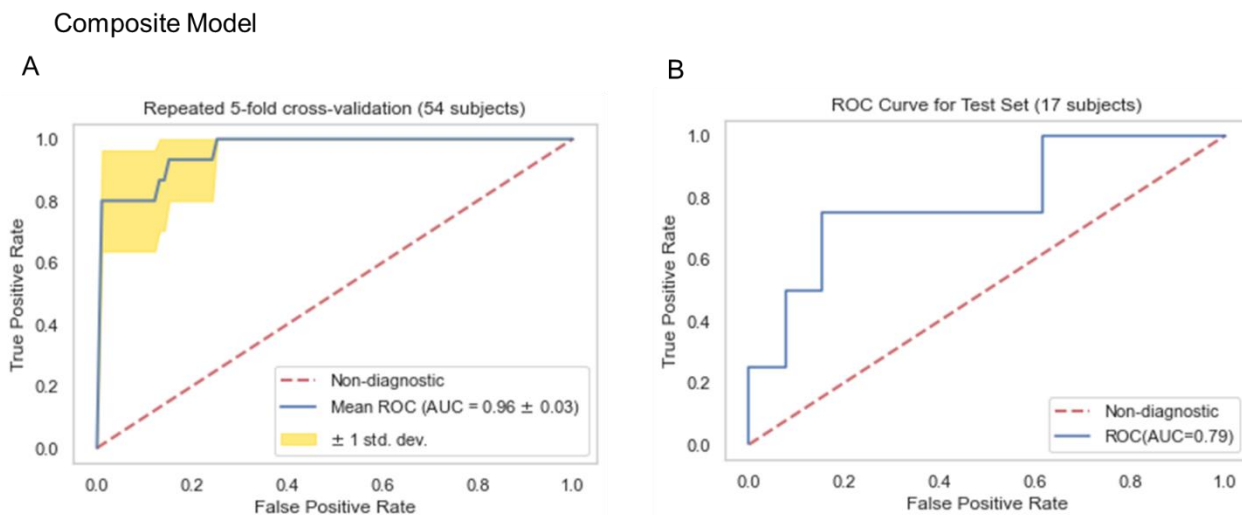 Composite Model
A
Repeated 5-fold cross-validation (54 subjects)
True Positive Rate
1.0
0.8
0.6
0.4
0.2
0.0
Non-diagnostic
Mean ROC (AUC = 0.96 ± 0.03)
± 1 std. dev.
0.0 0.2 0.4 0.6 0.8 1.0
False Positive Rate
B
ROC Curve for Test Set (17 subjects)
True Positive Rate
1.0
0.8
0.6
0.4
0.2
0.0
Non-diagnostic
ROC(AUC=0.79)
0.0 0.2 0.4 0.6 0.8 1.0
False Positive Rate